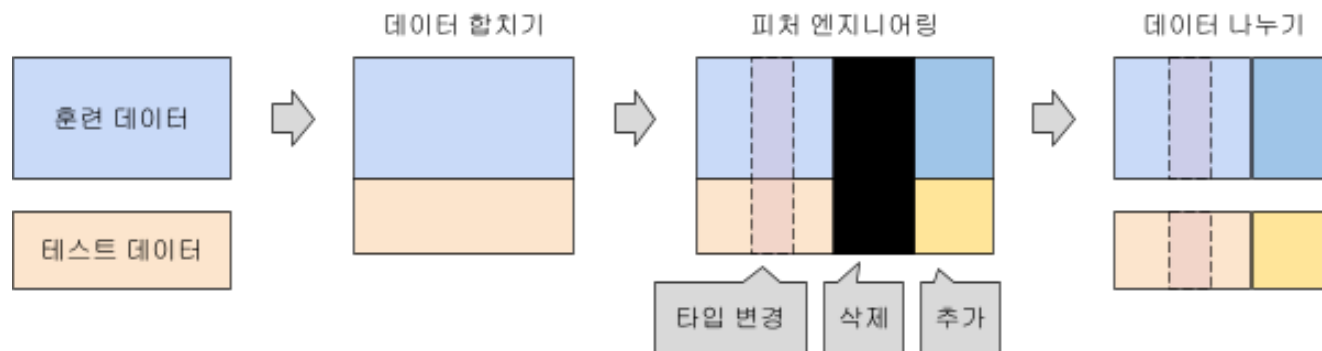 데이터 합치기
피처 엔지니어링
데이터 나누기
훈련 데이터
테스트 데이터
타입 변경
삭제
추가